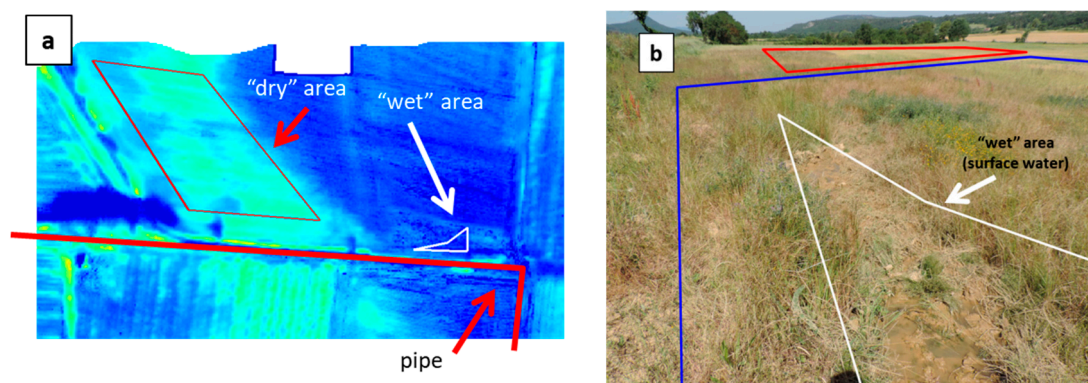 a
“dry” area
“wet” area
pipe
b
“wet” area
(surface water)